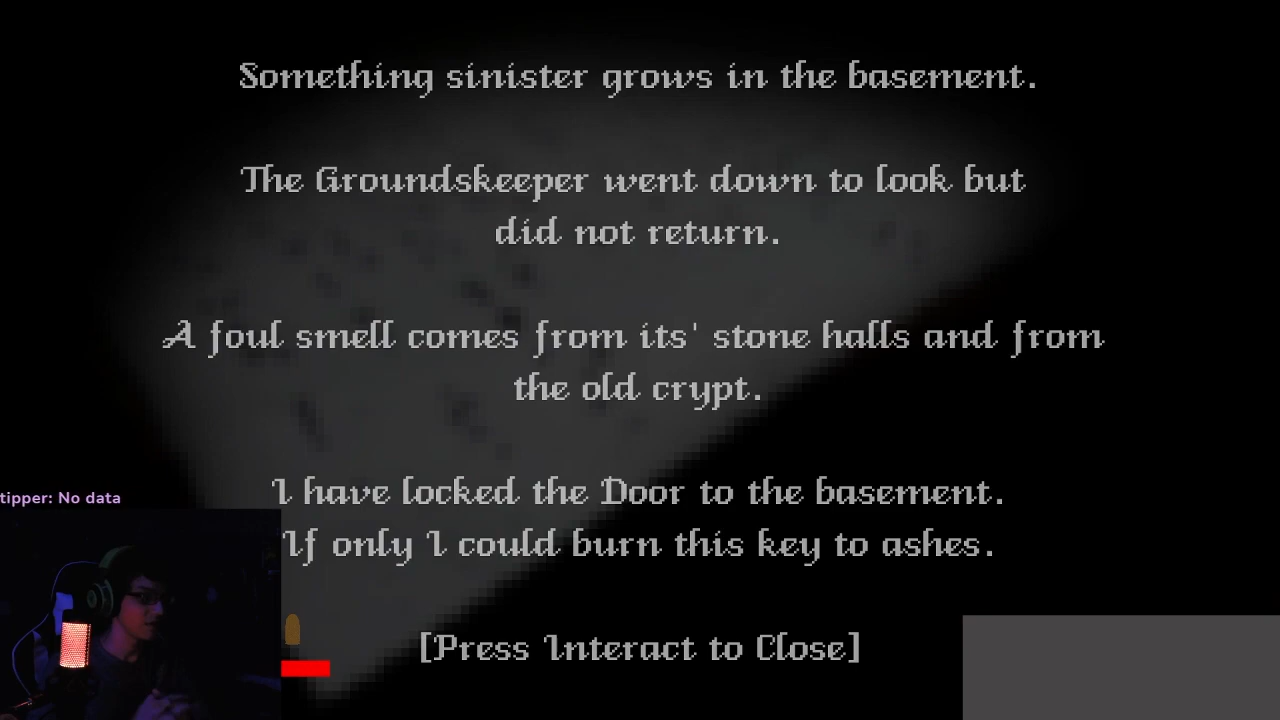 Something sinister grows in the basement.
The Groundskeeper went down to look but
did not return.
A foul smell comes from its' stone halls and from
the old crypt.
I have locked the Door to the basement.
If only I could burn this key to ashes.
tipper: No data
[Press Interact to Close]